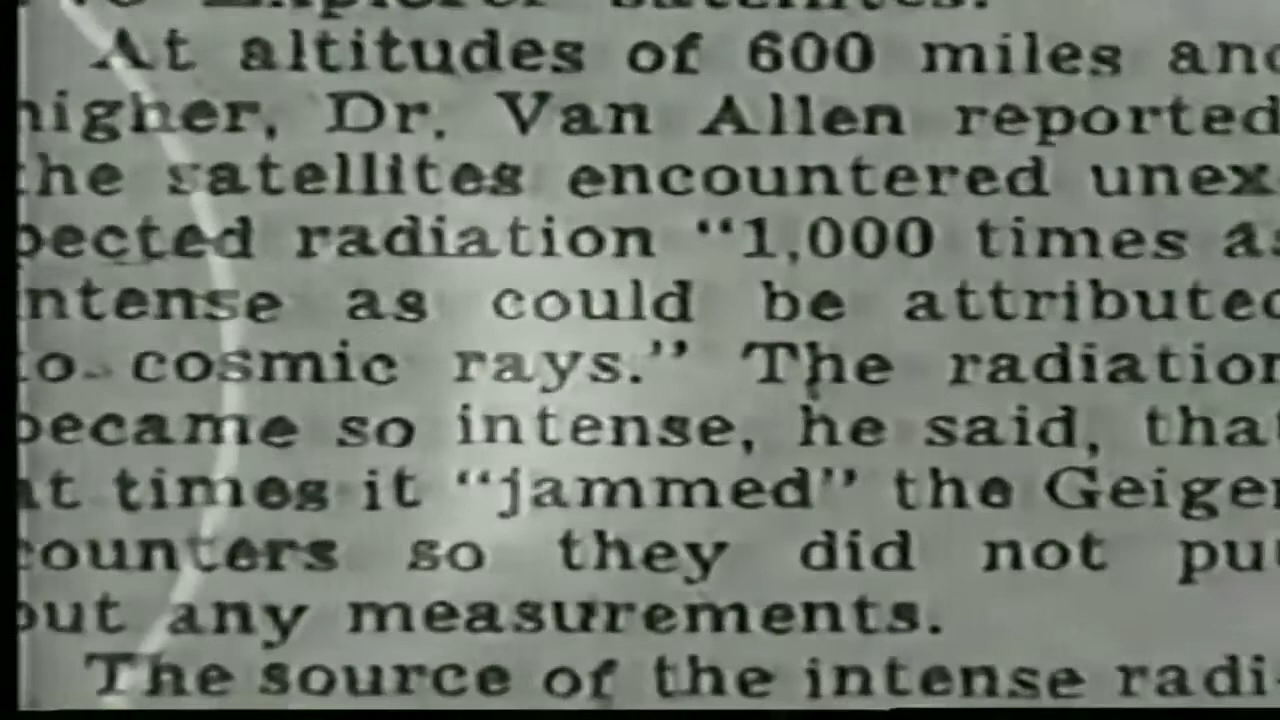 Explorer satellites.
At altitudes of 600 miles and
higher, Dr. Van Allen reported
the satellites encountered unex-
pected radiation “1,000 times as
intense as could be attributed
to cosmic rays.” The radiation
became so intense, he said, that
at times it “jammed” the Geiger
counters so they did not put
out any measurements.
The source of the intense radi-